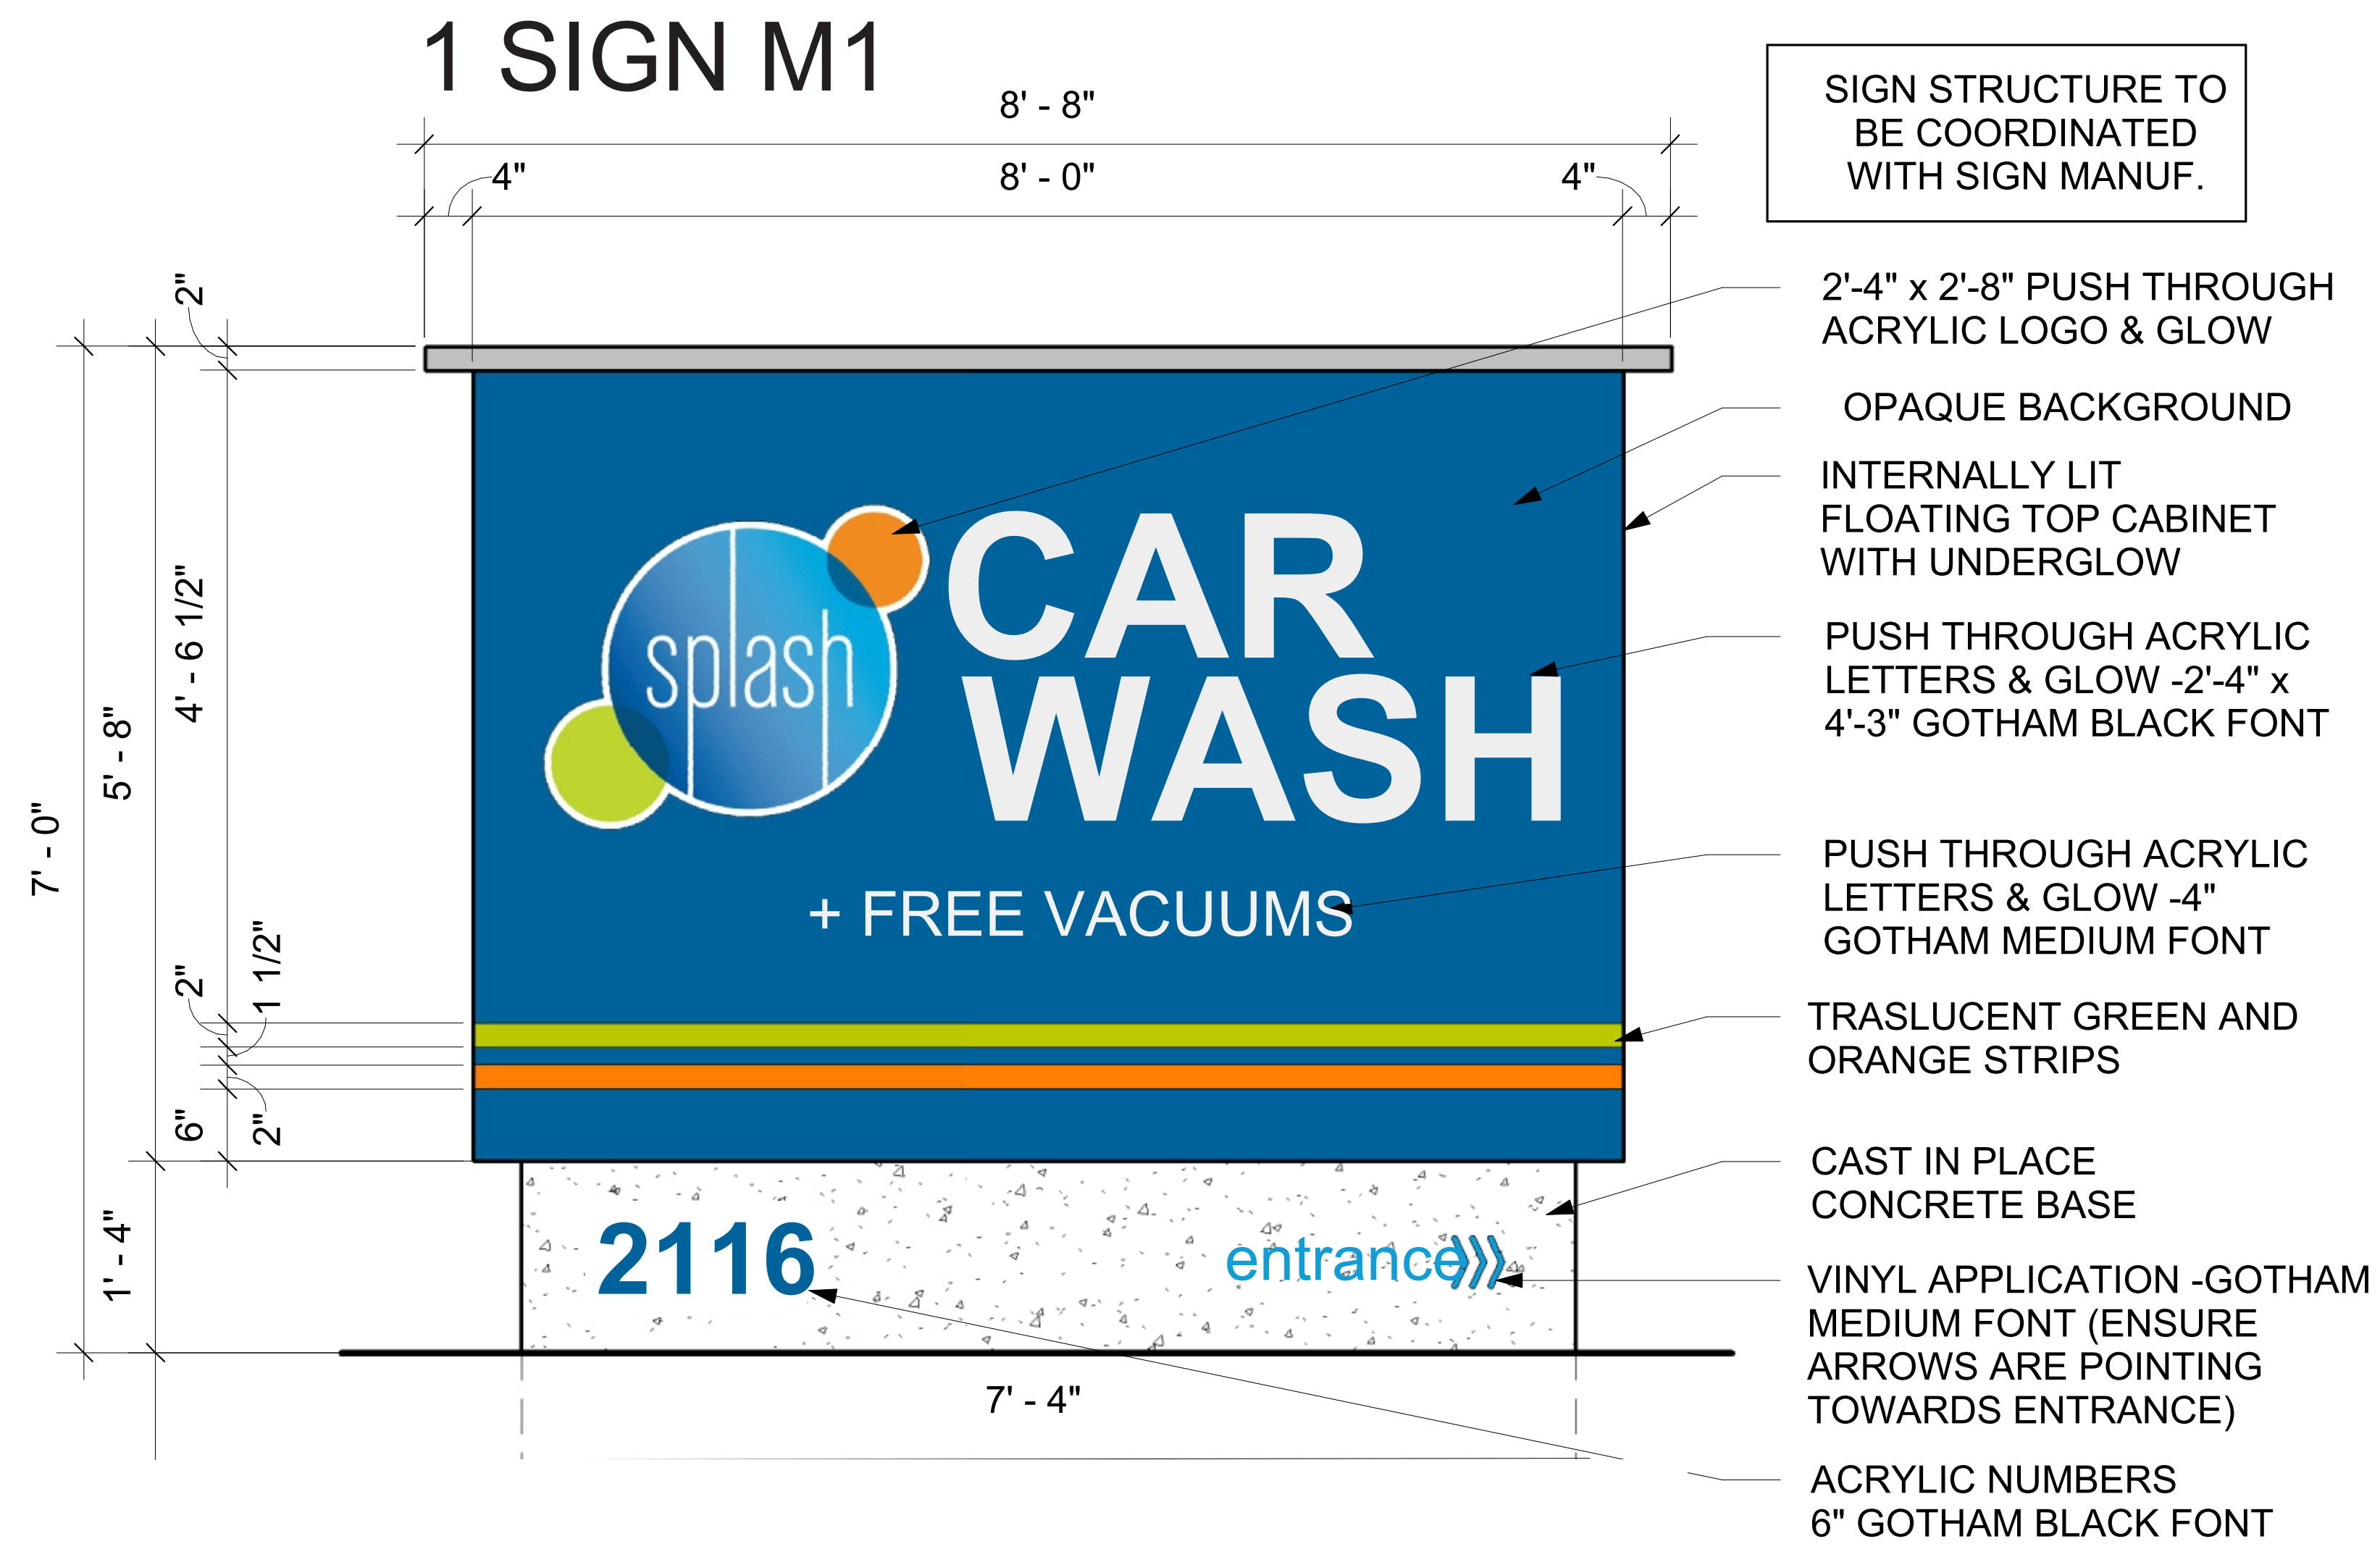 1 SIGN M1
8' - 8"
4"
8' - 0"
4"
SIGN STRUCTURE TO
BE COORDINATED
WITH SIGN MANUF.
2"
4' - 6 1/2"
5' - 8"
7' - 0"
2"
1 1/2"
6"
2"
1' - 4"
splash
CAR
WASH
+ FREE VACUUMS
2116
entrance
7' - 4"
2'-4" x 2'-8" PUSH THROUGH
ACRYLIC LOGO & GLOW
OPAQUE BACKGROUND
INTERNALLY LIT
FLOATING TOP CABINET
WITH UNDERGLOW
PUSH THROUGH ACRYLIC
LETTERS & GLOW -2'-4" x
4'-3" GOTHAM BLACK FONT
PUSH THROUGH ACRYLIC
LETTERS & GLOW -4"
GOTHAM MEDIUM FONT
TRASLUCENT GREEN AND
ORANGE STRIPS
CAST IN PLACE
CONCRETE BASE
VINYL APPLICATION -GOTHAM
MEDIUM FONT (ENSURE
ARROWS ARE POINTING
TOWARDS ENTRANCE)
ACRYLIC NUMBERS
6" GOTHAM BLACK FONT